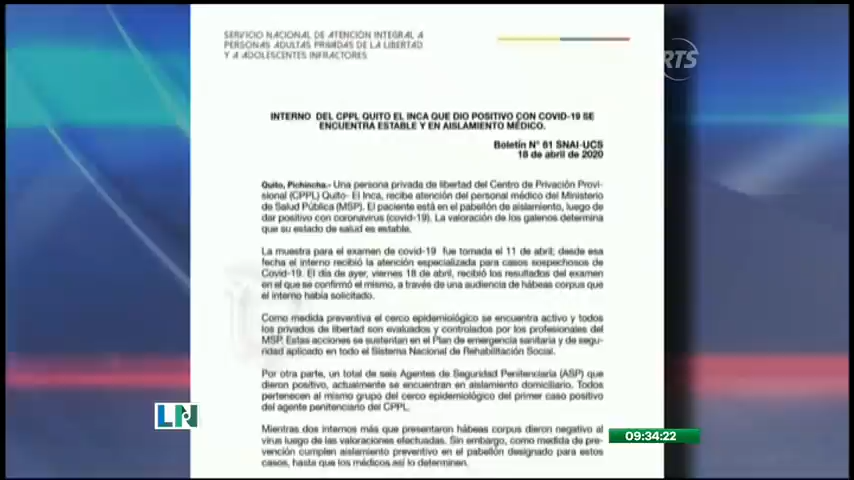 SERVICIO NACIONAL DE ATENCIÓN INTEGRAL A
PERSONAS ADULTAS PRIVADAS DE LA LIBERTAD
Y A ADOLESCENTES INFRACTORES
RTS
INTERNO DEL CPPL QUITO EL INCA QUE DIO POSITIVO CON COVID-19 SE
ENCUENTRA ESTABLE Y EN AISLAMIENTO MÉDICO.
Boletín N° 61 SNAI-UCS
18 de abril de 2020
Quito, Pichincha.- Una persona privada de libertad del Centro de Privación Provi-
sional (CPPL) Quito- El Inca, recibe atención del personal médico del Ministerio
de Salud Pública (MSP). El paciente está en el pabellón de aislamiento, luego de
dar positivo con coronavirus (covid-19). La valoración de los galenos determina
que su estado de salud es estable.
La muestra para el examen de covid-19 fue tomada el 11 de abril; desde esa
fecha el interno recibió la atención especializada para casos sospechosos de
Covid-19. El día de ayer, viernes 18 de abril, recibió los resultados del examen
en el que se confirmó el mismo, a través de una audiencia de hábeas corpus que
el interno había solicitado.
Como medida preventiva el cerco epidemiológico se encuentra activo y todos
los privados de libertad son evaluados y controlados por los profesionales del
MSP. Estas acciones se sustentan en el Plan de emergencia sanitaria y de segu-
ridad aplicado en todo el Sistema Nacional de Rehabilitación Social.
Por otra parte, un total de seis Agentes de Seguridad Penitenciaria (ASP) que
dieron positivo, actualmente se encuentran en aislamiento domiciliario. Todos
pertenecen al mismo grupo del cerco epidemiológico del primer caso positivo
del agente penitenciario del CPPL.
Mientras dos internos más que presentaron hábeas corpus dieron negativo al
virus luego de las valoraciones efectuadas. Sin embargo, como medida de pre-
vención cumplen aislamiento preventivo en el pabellón designado para estos
casos, hasta que los médicos así lo determinen.
LN
09:34:22